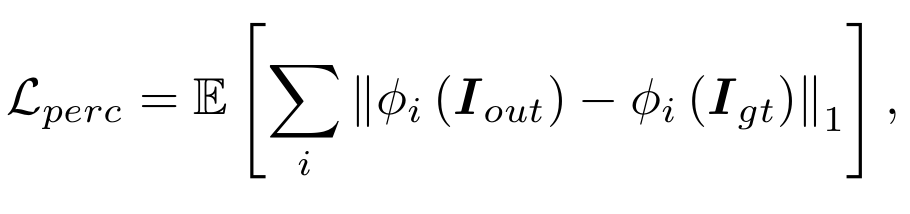 \mathcal{L}_{perc} = \mathbb{E}\left[\sum_{i} \left\| \phi_i\left(\boldsymbol{I}_{out}\right) - \phi_i\left(\boldsymbol{I}_{gt}\right) \right\|_1\right],